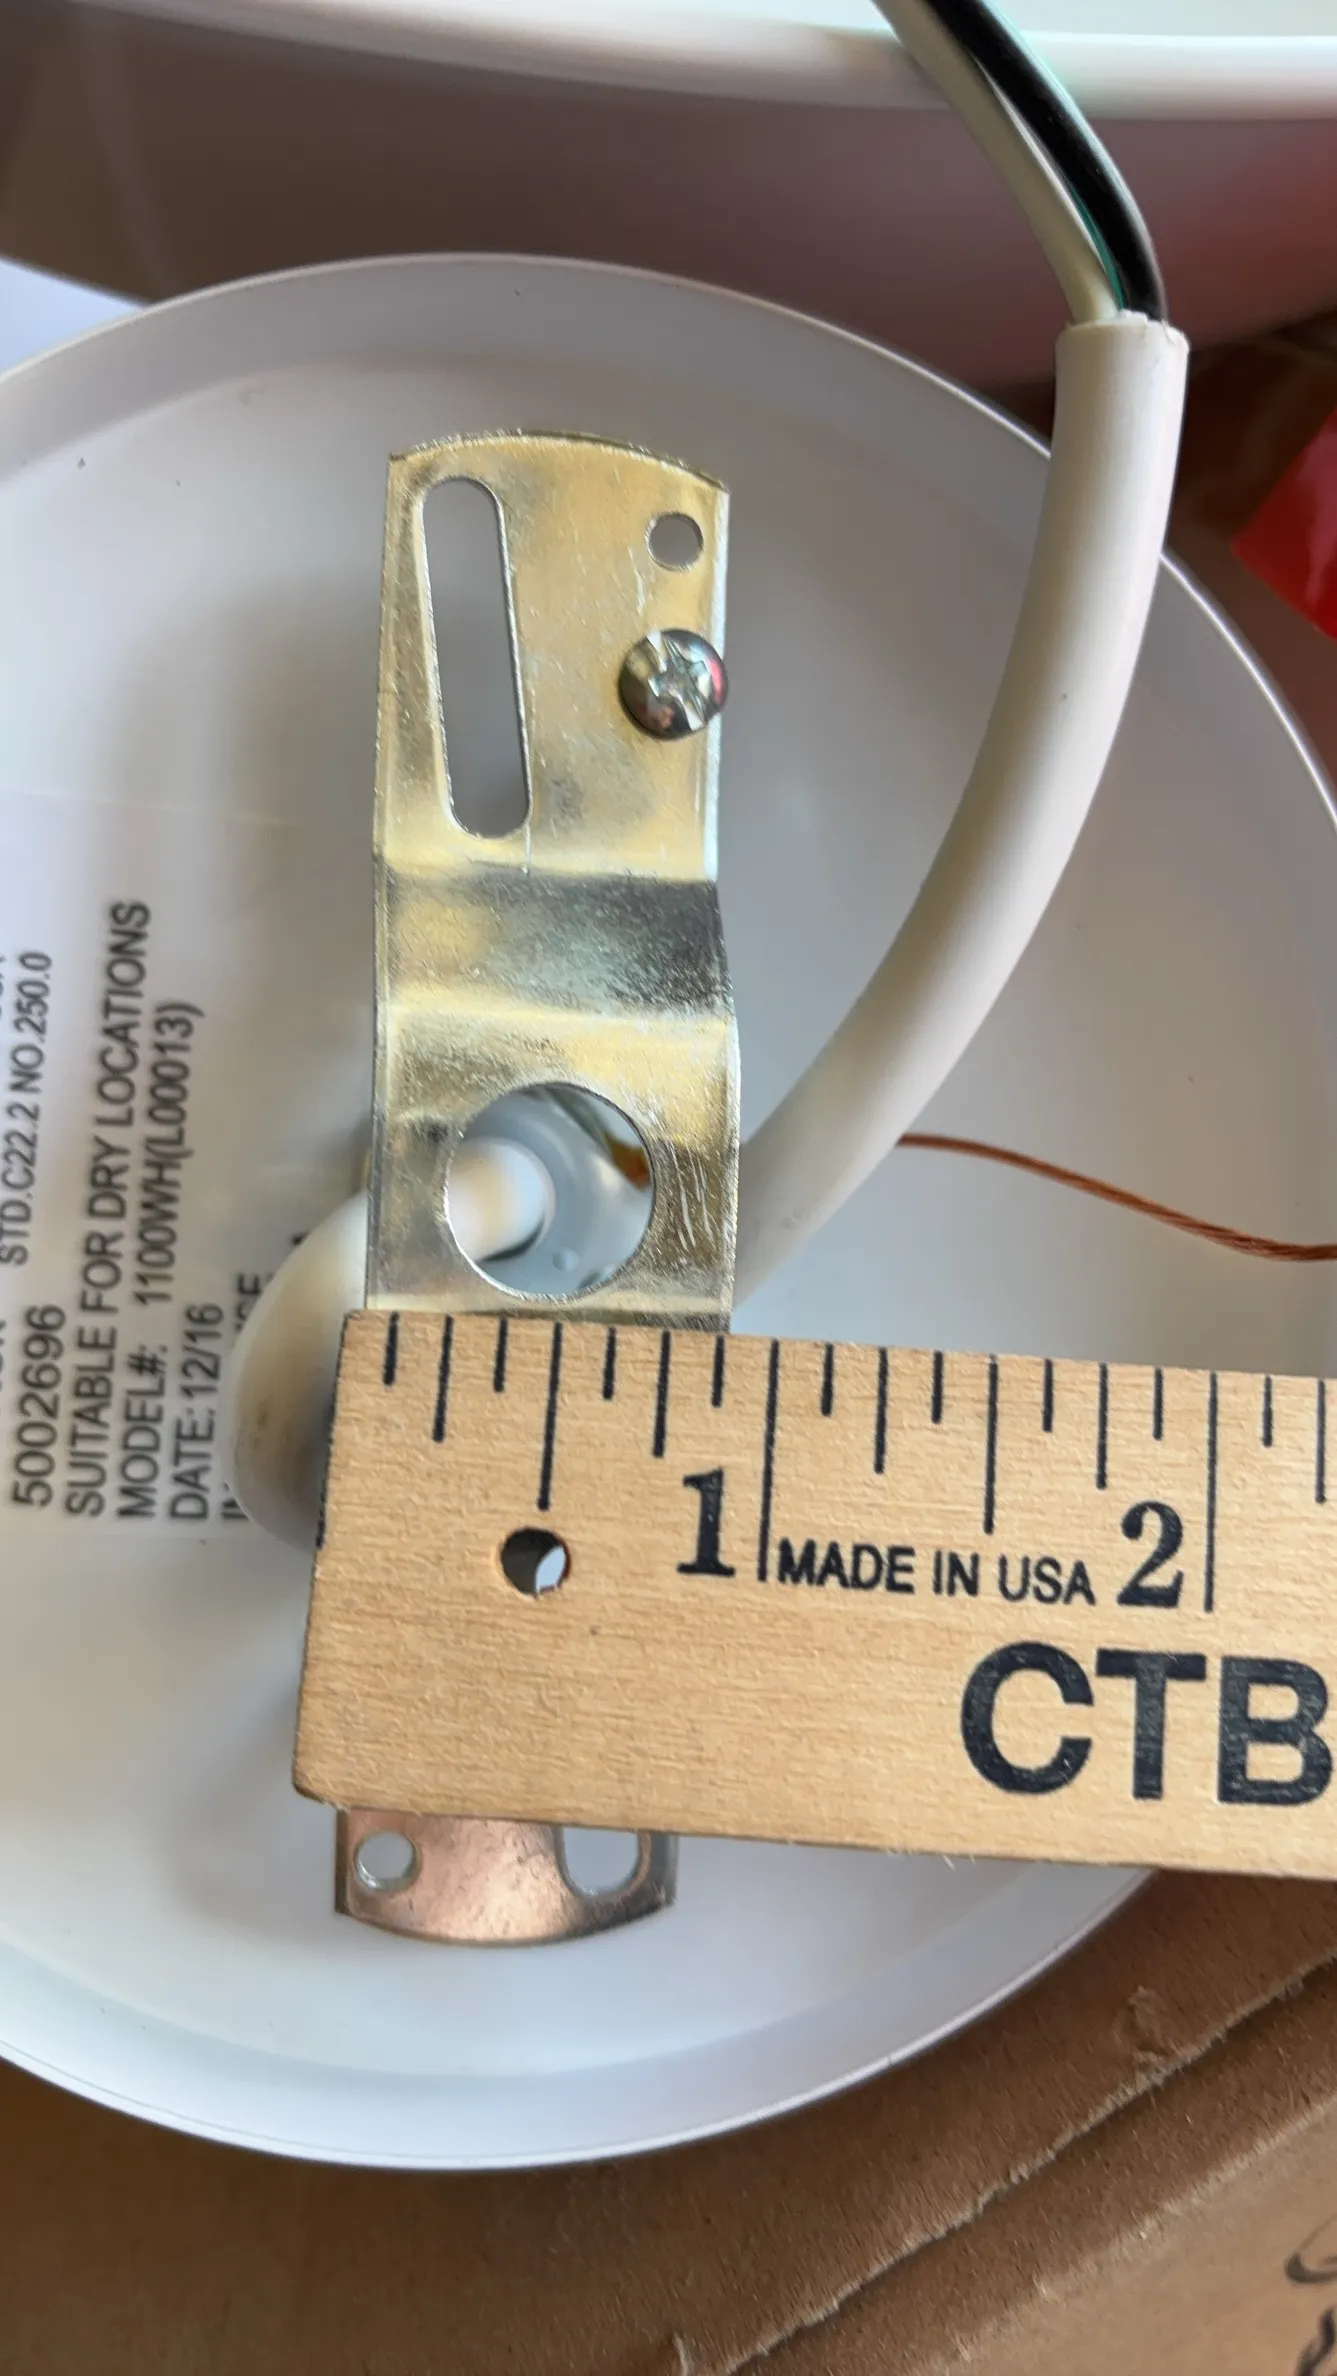 STD.C22.2 NO.250.0
5002696
SUITABLE FOR DRY LOCATIONS
MODEL#: 1100WH(L00013)
DATE: 12/16
1 MADE IN USA 2
CTB